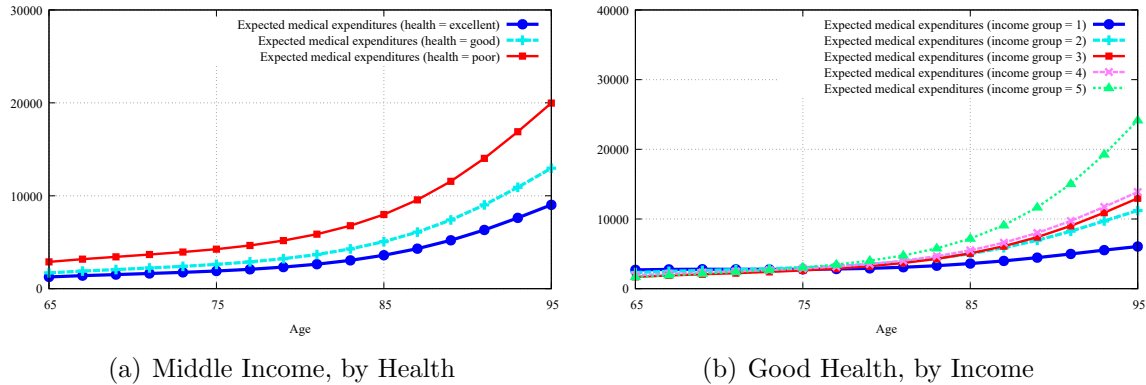 30000
20000
10000
0
Expected medical expenditures (health = excellent)
Expected medical expenditures (health = good)
Expected medical expenditures (health = poor)
65
75
85
95
Age
(a) Middle Income, by Health
40000
30000
20000
10000
0
Expected medical expenditures (income group = 1)
Expected medical expenditures (income group = 2)
Expected medical expenditures (income group = 3)
Expected medical expenditures (income group = 4)
Expected medical expenditures (income group = 5)
65
75
85
95
Age
(b) Good Health, by Income